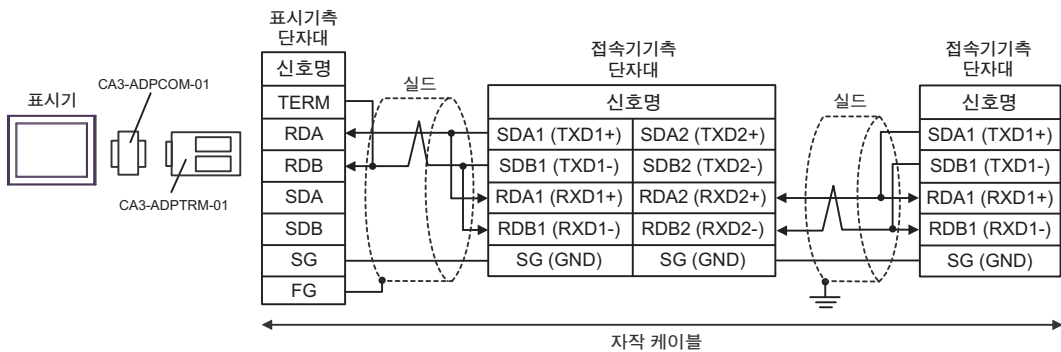 표시기
CA3-ADPCOM-01
CA3-ADPTRM-01
표시기측
단자대
신호명
TERM
RDA
RDB
SDA
SDB
SG
FG
실드
접속기기측
단자대
신호명
SDA1 (TXD1+) SDA2 (TXD2+)
SDB1 (TXD1-) SDB2 (TXD2-)
RDA1 (RXD1+) RDA2 (RXD2+)
RDB1 (RXD1-) RDB2 (RXD2-)
SG (GND) SG (GND)
실드
접속기기측
단자대
신호명
SDA1 (TXD1+)
SDB1 (TXD1-)
RDA1 (RXD1+)
RDB1 (RXD1-)
SG (GND)
자작 케이블